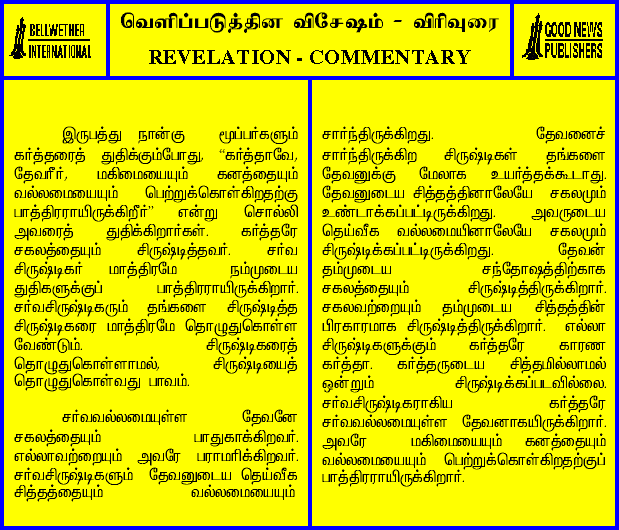 BELLWETHER
INTERNATIONAL
வெளிப்படுத்தின விசேஷம் - விரிவுரை
REVELATION - COMMENTARY
GOOD NEWS
PUBLISHERS
இருபத்து நான்கு மூப்பர்களும்
கர்த்தரைத் துதிக்கும்போது, “கர்த்தாவே,
தேவரீர், மகிமையையும் கனத்தையும்
வல்லமையையும் பெற்றுக்கொள்கிறதற்கு
பாத்திரராயிருக்கிறீர்” என்று சொல்லி
அவரைத் துதிக்கிறார்கள். கர்த்தரே
சகலத்தையும் சிருஷ்டித்தவர். சர்வ
சிருஷ்டிகர் மாத்திரமே நம்முடைய
துதிகளுக்குப் பாத்திரராயிருக்கிறார்.
சர்வசிருஷ்டிகரும் தங்களை சிருஷ்டித்த
சிருஷ்டிகரை மாத்திரமே தொழுதுகொள்ள
வேண்டும். சிருஷ்டிகரைத்
தொழுதுகொள்ளாமல், சிருஷ்டியைத்
தொழுதுகொள்வது பாவம்.
சர்வவல்லமையுள்ள தேவனே
சகலத்தையும் பாதுகாக்கிறவர்.
எல்லாவற்றையும் அவரே பராமரிக்கிறவர்.
சர்வசிருஷ்டிகளும் தேவனுடைய தெய்வீக
சித்தத்தையும் வல்லமையையும்
சார்ந்திருக்கிறது. தேவனைச்
சார்ந்திருக்கிற சிருஷ்டிகள் தங்களை
தேவனுக்கு மேலாக உயர்த்தக்கூடாது.
தேவனுடைய சித்தத்தினாலேயே சகலமும்
உண்டாக்கப்பட்டிருக்கிறது. அவருடைய
தெய்வீக வல்லமையினாலேயே சகலமும்
சிருஷ்டிக்கப்பட்டிருக்கிறது. தேவன்
தம்முடைய சந்தோஷத்திற்காக
சகலத்தையும் சிருஷ்டித்திருக்கிறார்.
சகலவற்றையும் தம்முடைய சித்தத்தின்
பிரகாரமாக சிருஷ்டித்திருக்கிறார். எல்லா
சிருஷ்டிகளுக்கும் கர்த்தரே காரண
கர்த்தா. கர்த்தருடைய சித்தமில்லாமல்
ஒன்றும் சிருஷ்டிக்கப்படவில்லை.
சர்வசிருஷ்டிகராகிய கர்த்தரே
சர்வவல்லமையுள்ள தேவனாகயிருக்கிறார்.
அவரே மகிமையையும் கனத்தையும்
வல்லமையையும் பெற்றுக்கொள்கிறதற்குப்
பாத்திரராயிருக்கிறார்.